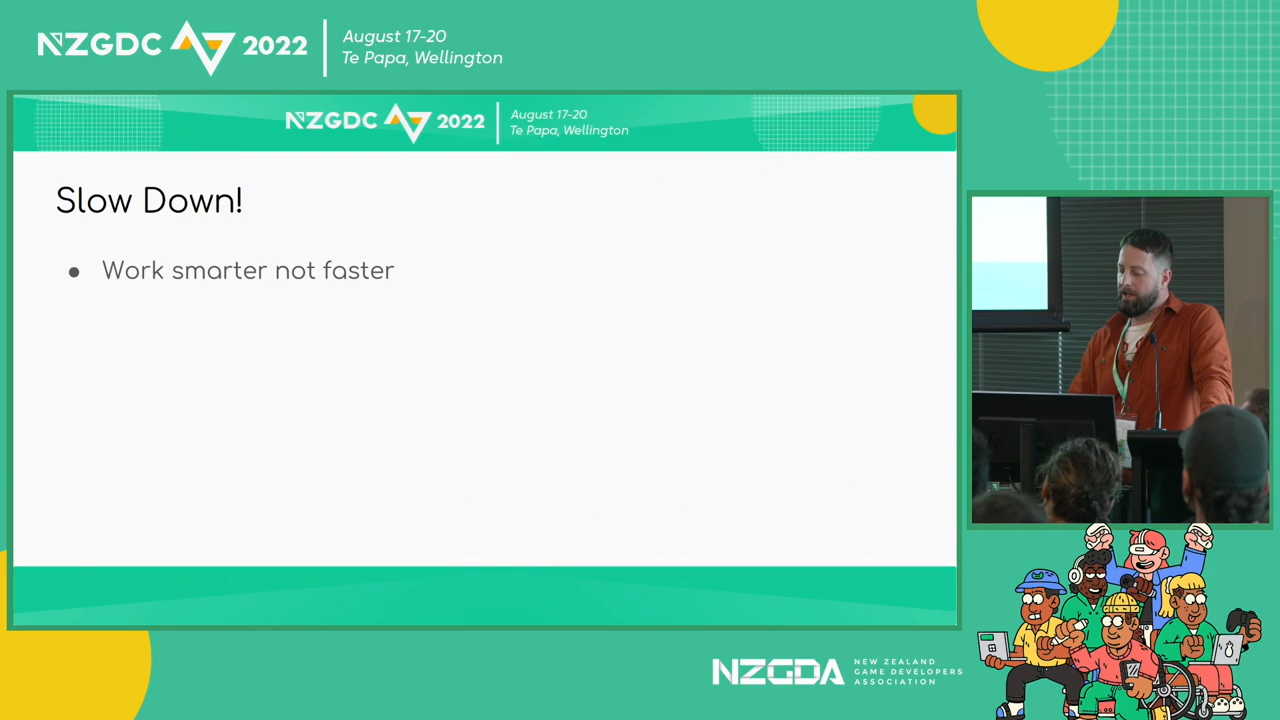 NZGDC 2022
August 17-20
Te Papa, Wellington
NZGDC 2022
August 17-20
Te Papa, Wellington
Slow Down!
● Work smarter not faster
NZGDA
NEW ZEALAND
GAME DEVELOPERS
ASSOCIATION